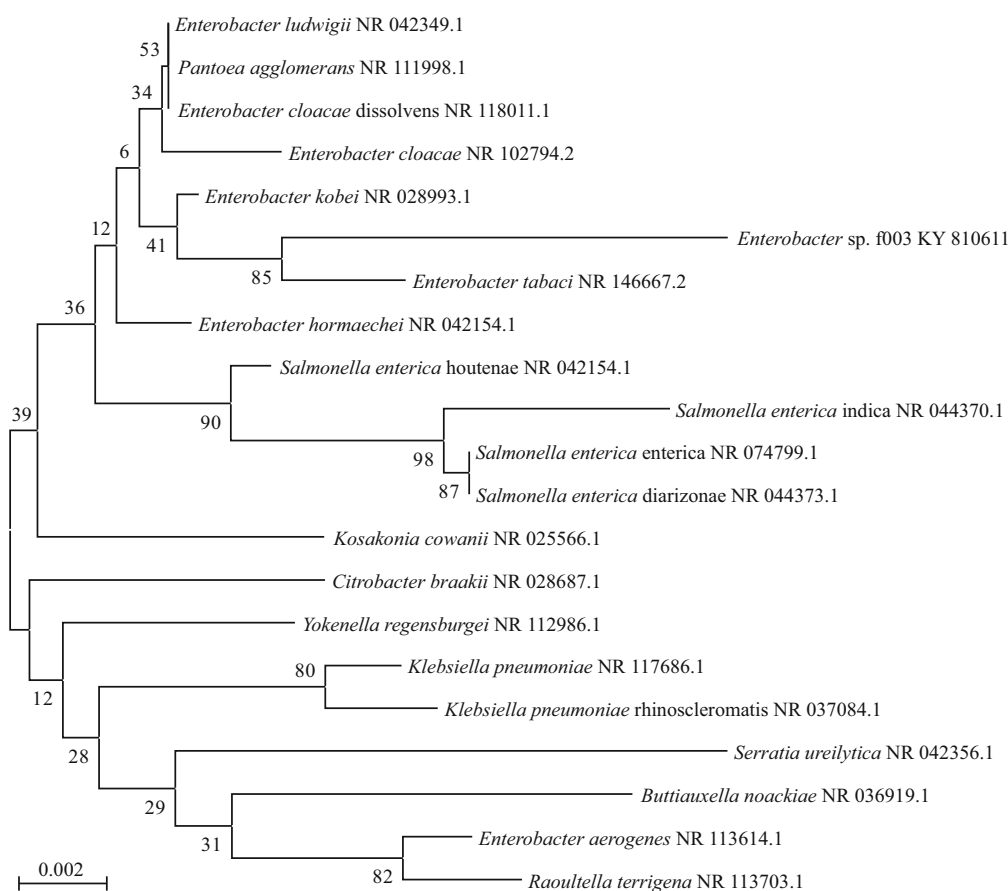 Enterobacter ludwigii NR 042349.1
53
Pantoea agglomerans NR 111998.1
34
Enterobacter cloacae dissolvens NR 118011.1
6
Enterobacter cloacae NR 102794.2
Enterobacter kobei NR 028993.1
12
41
Enterobacter sp. f003 KY 810611
85
Enterobacter tabaci NR 146667.2
36
Enterobacter hormaechei NR 042154.1
Salmonella enterica houtenae NR 042154.1
39
90
Salmonella enterica indica NR 044370.1
98
Salmonella enterica enterica NR 074799.1
87
Salmonella enterica diarizonae NR 044373.1
Kosakonia cowanii NR 025566.1
Citrobacter braakii NR 028687.1
Yokenella regensburgei NR 112986.1
80
Klebsiella pneumoniae NR 117686.1
12
Klebsiella pneumoniae rhinoscleromatis NR 037084.1
28
Serratia ureilytica NR 042356.1
29
Buttiauxella noackiae NR 036919.1
31
Enterobacter aerogenes NR 113614.1
0.002
82
Raoultella terrigena NR 113703.1